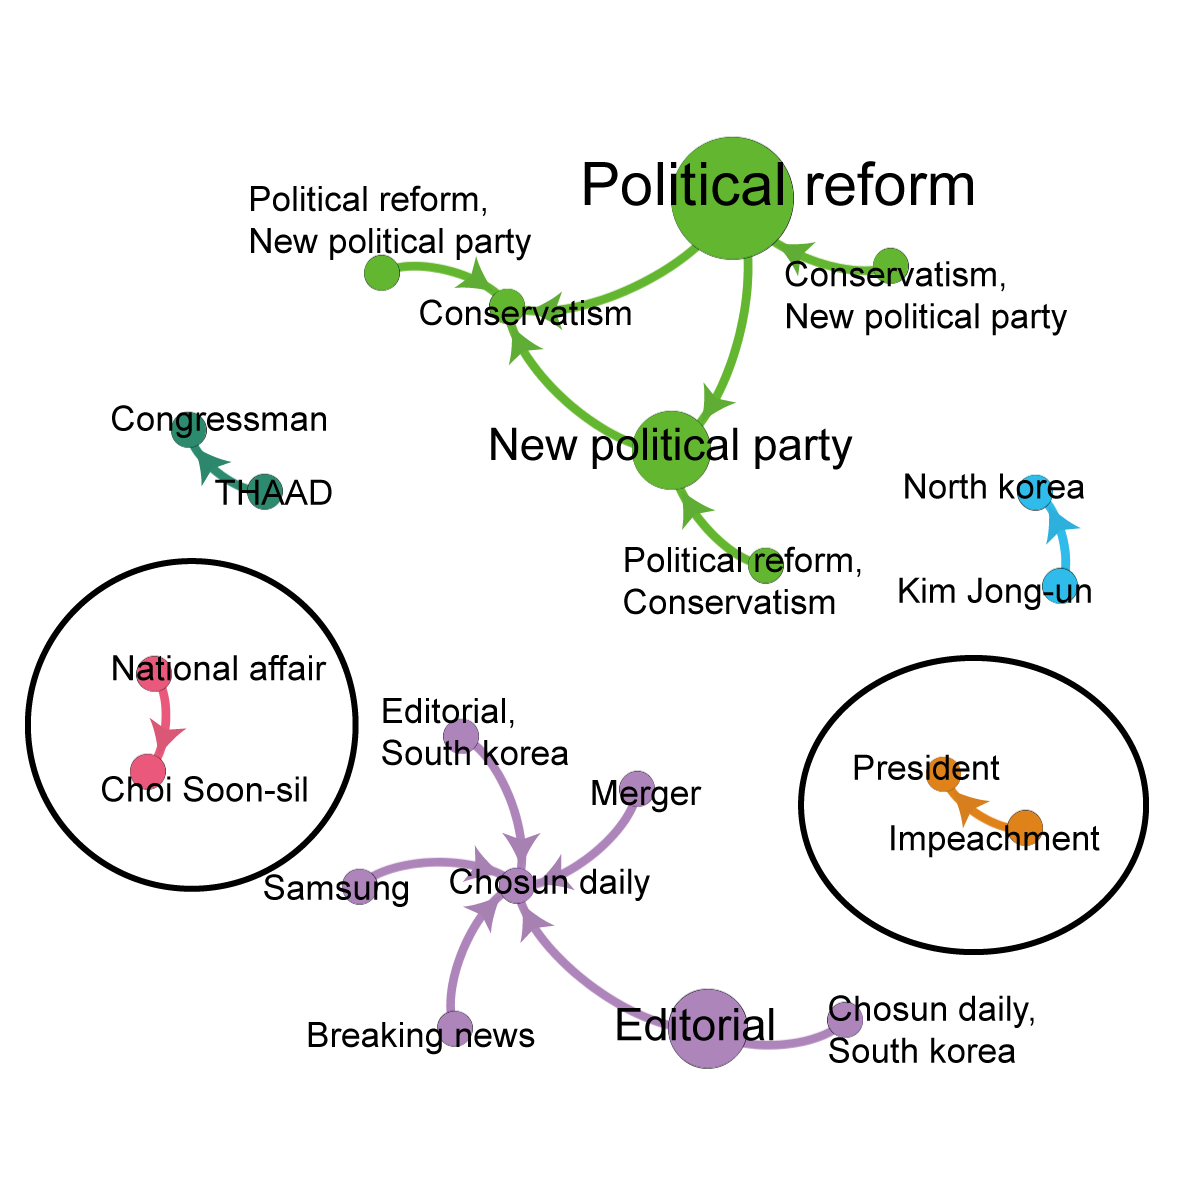 Political reform
Political reform,
New political party
Conservatism,
New political party
Conservatism
Congressman
New political party
THAAD
North korea
Political reform,
Conservatism
Kim Jong-un
National affair
Editorial,
South korea
President
Choi Soon-sil
Merger
Impeachment
Samsung
Chosun daily
Breaking news
Editorial
Chosun daily,
South korea